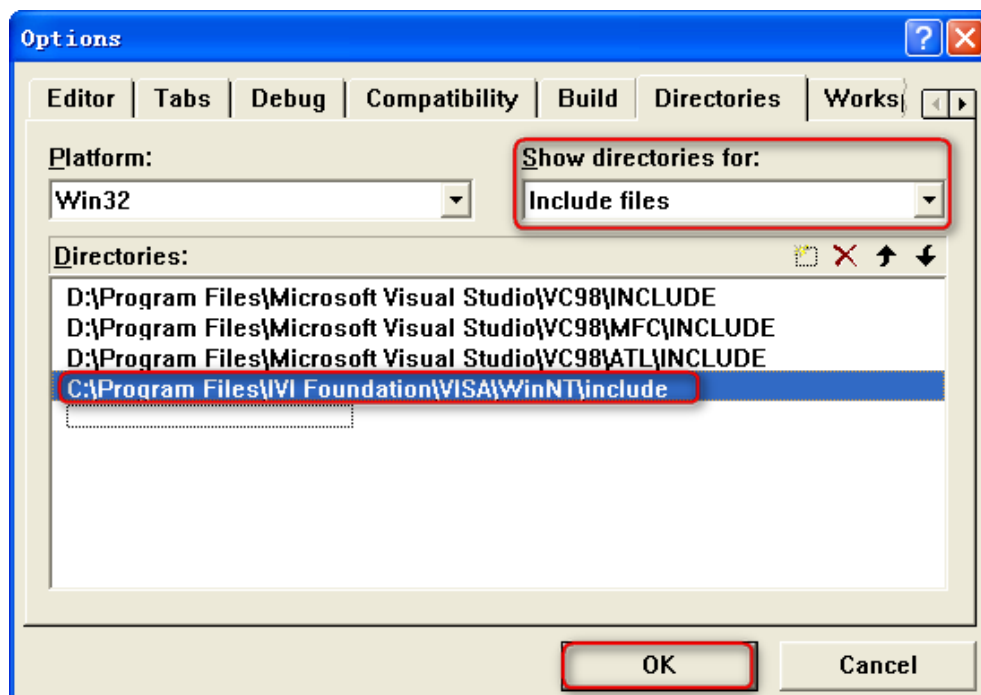 Options
Editor Tabs Debug Compatibility Build Directories
Platform: Show directories for:
Win32 Include files
Directories:
D:\Program Files\Microsoft Visual Studio\VC98\INCLUDE
D:\Program Files\Microsoft Visual Studio\VC98\MFC\INCLUDE
D:\Program Files\Microsoft Visual Studio\VC98\ATL\INCLUDE
C:\Program Files\IVI Foundation\VISA\WinNT\include
OK Cancel